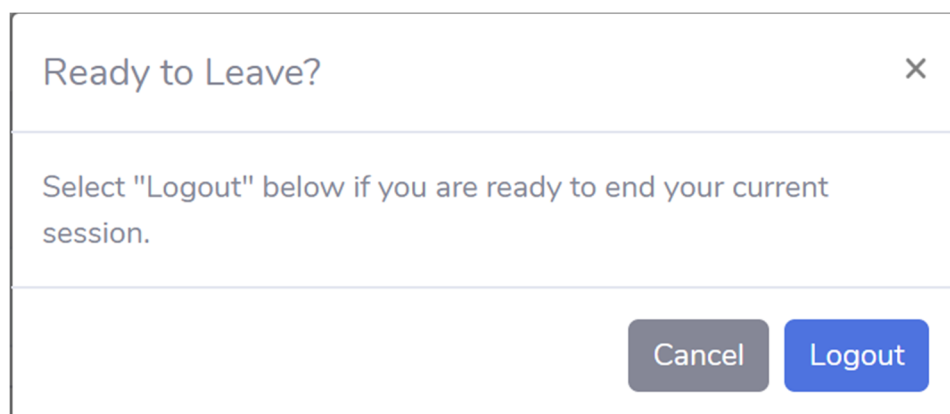 Ready to Leave?
×
Select "Logout" below if you are ready to end your current
session.
Cancel Logout